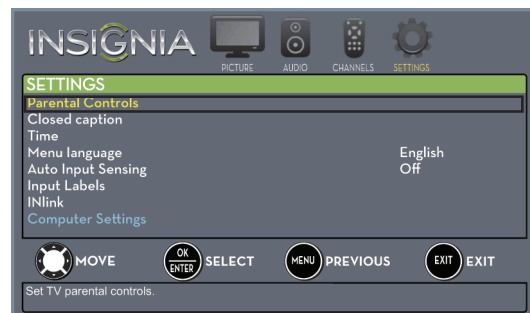 INSIGNIA
PICTURE AUDIO CHANNELS SETTINGS
SETTINGS
Parental Controls
Closed caption
Time
Menu language English
Auto Input Sensing Off
Input Labels
INlink
Computer Settings
MOVE OK ENTER SELECT MENU PREVIOUS EXIT EXIT
Set TV parental controls.